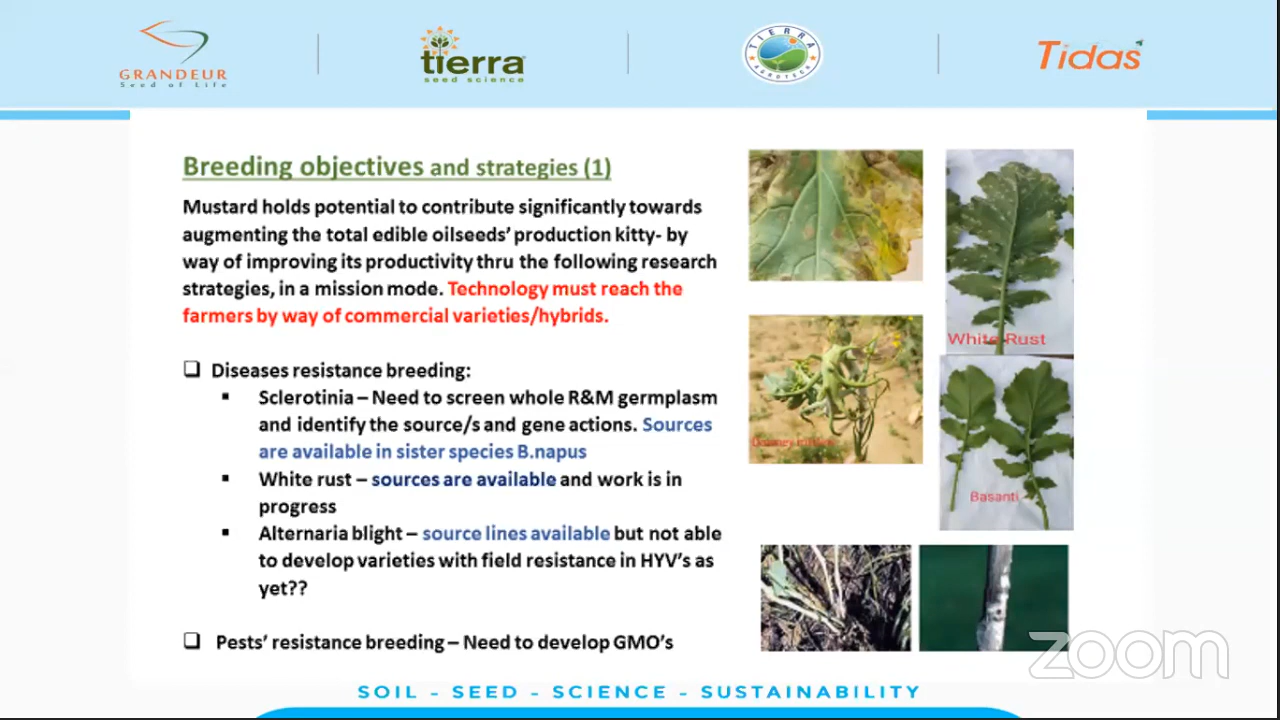 GRANDEUR
Seed of Life
tierra
seed science
TIERRA
AGROTECH
Tidas
Breeding objectives and strategies (1)
Mustard holds potential to contribute significantly towards
augmenting the total edible oilseeds' production kitty- by
way of improving its productivity thru the following research
strategies, in a mission mode. Technology must reach the
farmers by way of commercial varieties/hybrids.
❑ Diseases resistance breeding:
▪ Sclerotinia – Need to screen whole R&M germplasm
and identify the source/s and gene actions. Sources
are available in sister species B.napus
▪ White rust – sources are available and work is in
progress
▪ Alternaria blight – source lines available but not able
to develop varieties with field resistance in HYV's as
yet??
❑ Pests' resistance breeding – Need to develop GMO's
White Rust
Basanti
zoom
SOIL - SEED - SCIENCE - SUSTAINABILITY